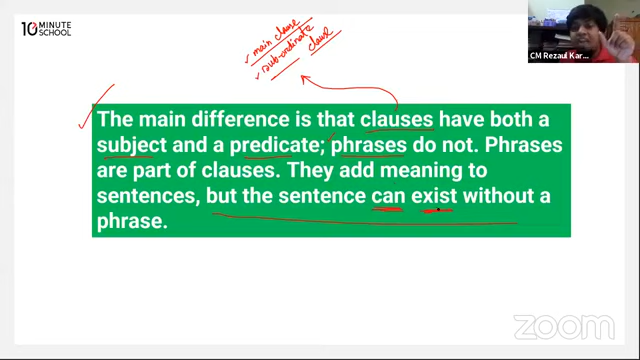 10 MINUTE
SCHOOL
main clause
sub-ordinate
clause
CM Rezaul Kar...
The main difference is that clauses have both a
subject and a predicate; phrases do not. Phrases
are part of clauses. They add meaning to
sentences, but the sentence can exist without a
phrase.
zoom